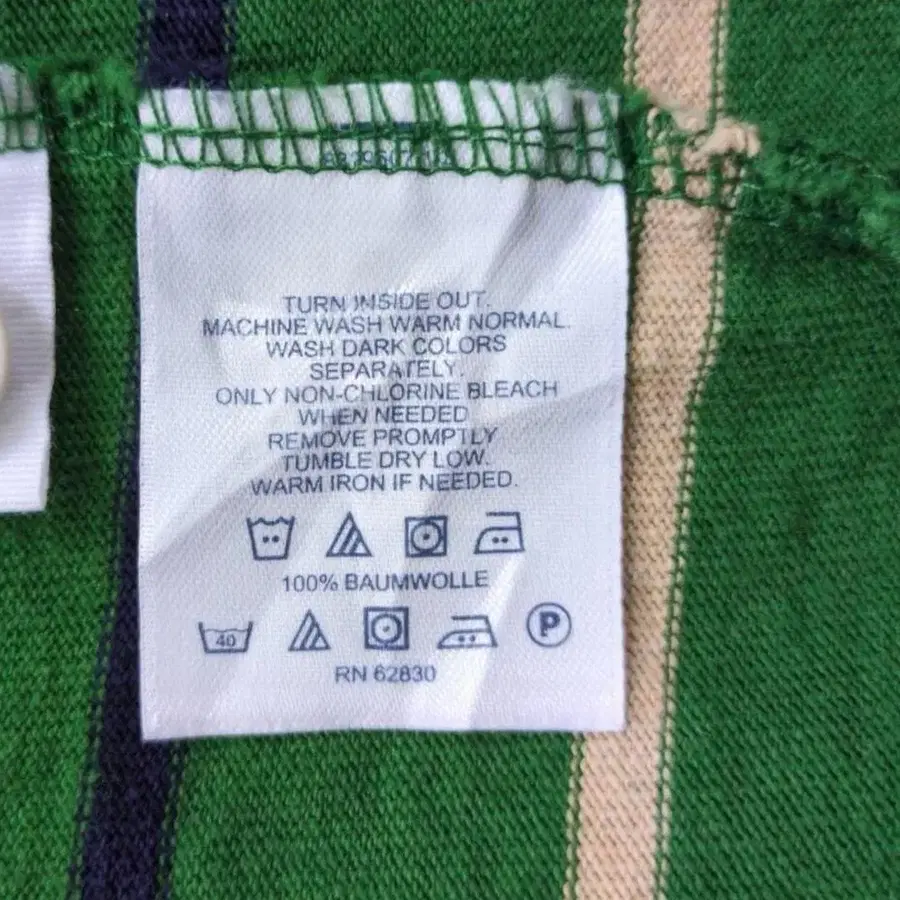 TURN INSIDE OUT.
MACHINE WASH WARM NORMAL.
WASH DARK COLORS
SEPARATELY.
ONLY NON-CHLORINE BLEACH
WHEN NEEDED
REMOVE PROMPTLY
TUMBLE DRY LOW.
WARM IRON IF NEEDED.
100% BAUMWOLLE
40
P
RN 62830